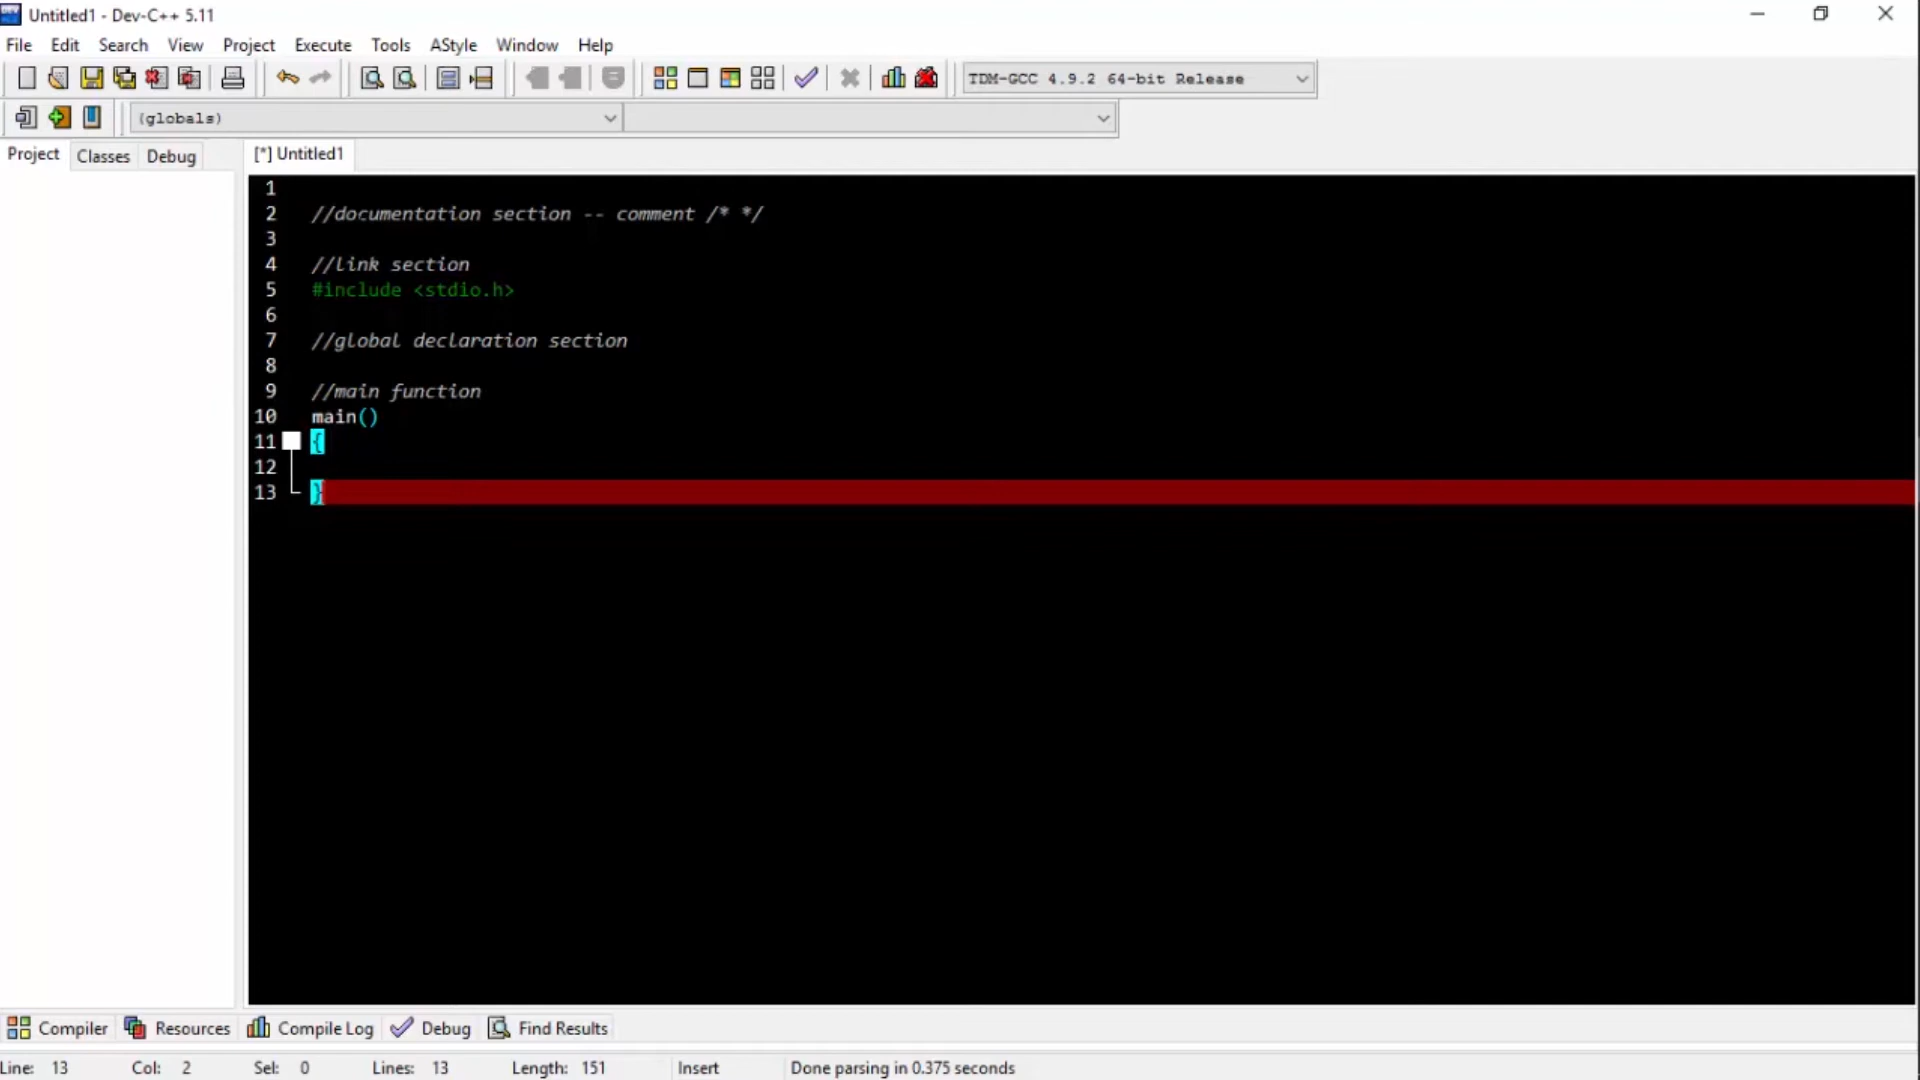 Untitled1 - Dev-C++ 5.11
File Edit Search View Project Execute Tools AStyle Window Help
TDM-GCC 4.9.2 64-bit Release
(globals)
Project Classes Debug [*] Untitled1
1
2 //documentation section -- comment /* */
3
4 //link section
5 #include <stdio.h>
6
7 //global declaration section
8
9 //main function
10 main()
11 {
12
13 }
Compiler Resources Compile Log Debug Find Results
Line: 13 Col: 2 Sel: 0 Lines: 13 Length: 151 Insert Done parsing in 0.375 seconds